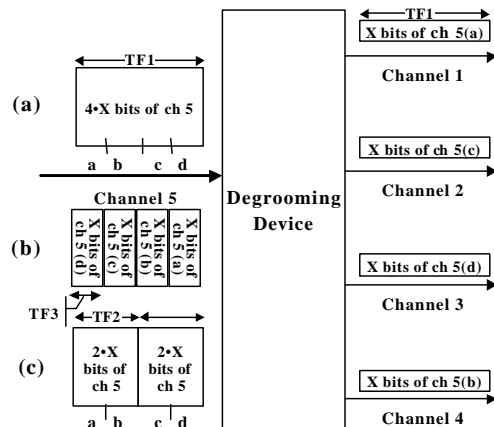 TF1
(a)
4•X bits of ch 5
a b c d
Channel 5
(b)
X bits of
ch 5 (d)
X bits of
ch 5 (c)
X bits of
ch 5 (b)
X bits of
ch 5 (a)
TF3
TF2
(c)
2•X
bits of
ch 5
2•X
bits of
ch 5
a b c d
Degrooming
Device
TF1
X bits of ch 5(a)
Channel 1
X bits of ch 5(c)
Channel 2
X bits of ch 5(d)
Channel 3
X bits of ch 5(b)
Channel 4